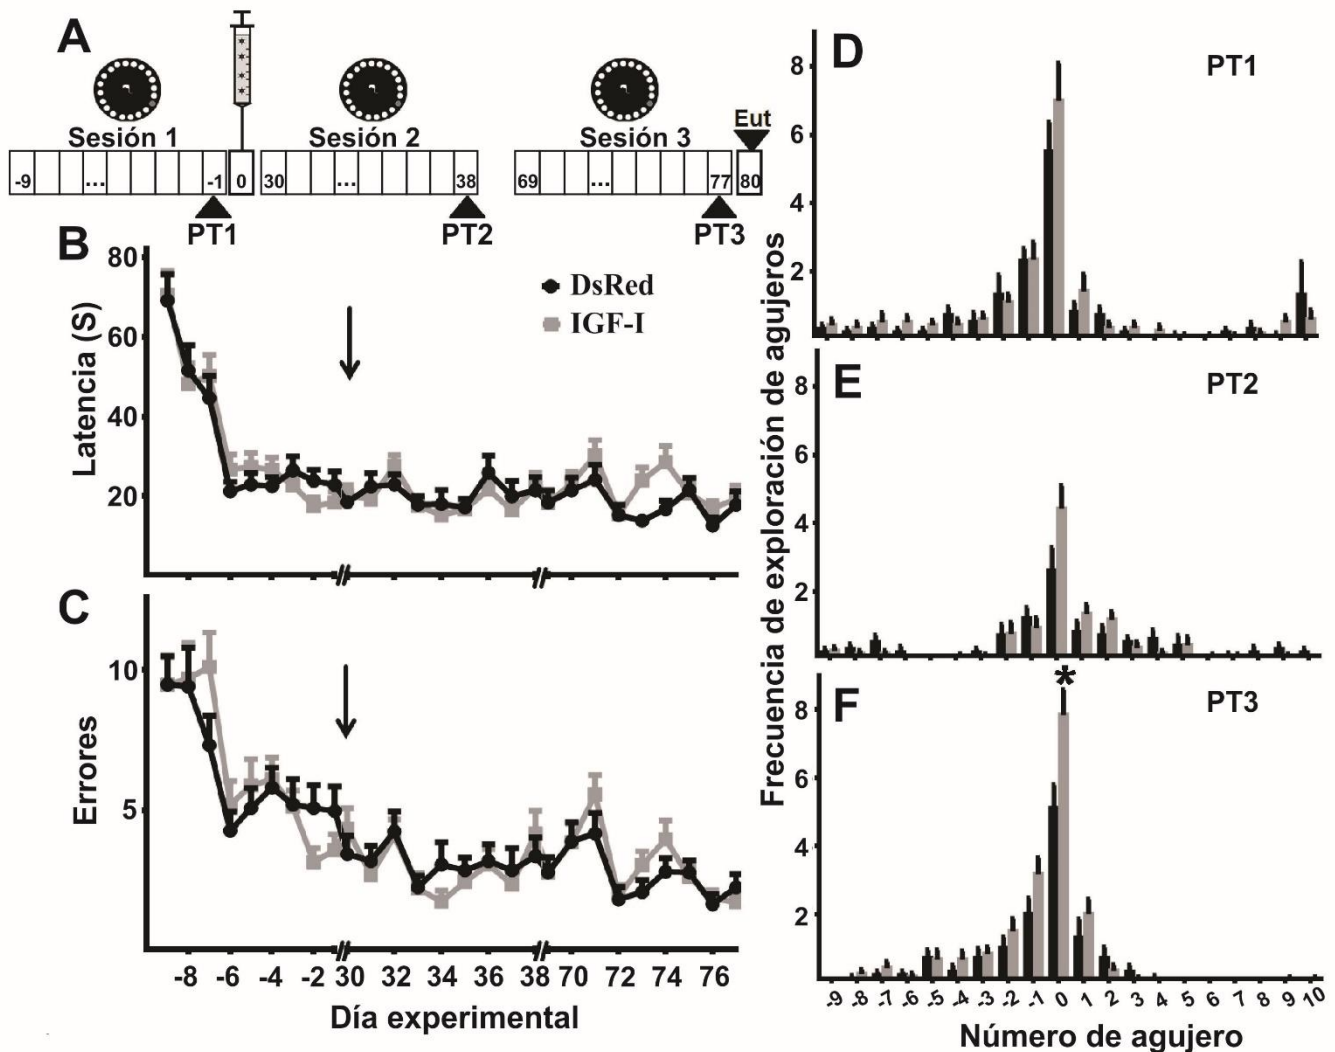 A
Sesión 1
Sesión 2
Sesión 3
Eut
-9 ... -1 0 30 ... 38 69 ... 77 80
PT1
PT2
PT3
B
80
60
40
20
Latencia (S)
DsRed
IGF-I
C
10
5
Errores
-8 -6 -4 -2 30 32 34 36 38 70 72 74 76
Día experimental
D
PT1
8
6
4
2
E
PT2
8
6
4
2
F
PT3
*
8
6
4
2
Frecuencia de exploración de agujeros
-9 -8 -7 -6 -5 -4 -3 -2 -1 0 1 2 3 4 5 6 7 8 9 10
Número de agujero